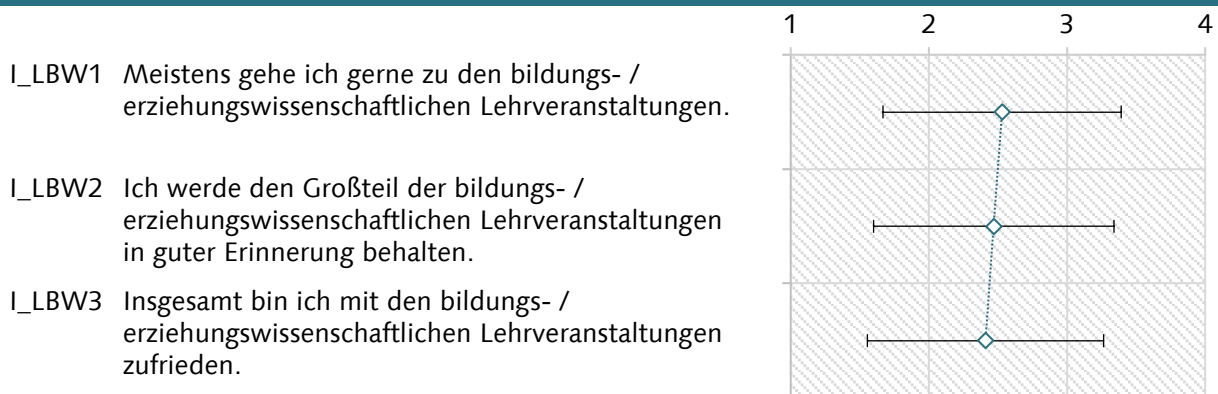 1 2 3 4
I_LBW1 Meistens gehe ich gerne zu den bildungs- /
erziehungswissenschaftlichen Lehrveranstaltungen.
I_LBW2 Ich werde den Großteil der bildungs- /
erziehungswissenschaftlichen Lehrveranstaltungen
in guter Erinnerung behalten.
I_LBW3 Insgesamt bin ich mit den bildungs- /
erziehungswissenschaftlichen Lehrveranstaltungen
zufrieden.